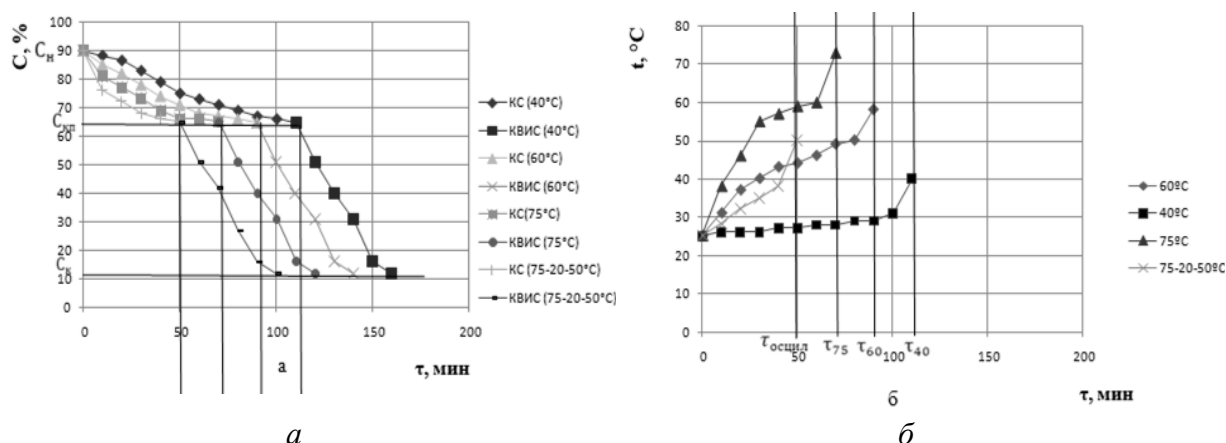 С, %
100
90
80
70
60
50
40
30
20
10
0
Сн
Скп
Ск
0
50
100
150
200
а
τ, мин
КС (40°С)
КВИС (40°С)
КС (60°С)
КВИС (60°С)
КС(75°С)
КВИС (75°С)
КС (75-20-50°С)
КВИС (75-20-50°С)
а
t, °С
80
70
60
50
40
30
20
10
0
τосцил
τ75
τ60
τ40
0
50
100
150
200
б
τ, мин
60ºС
40ºС
75ºС
75-20-50ºС
б